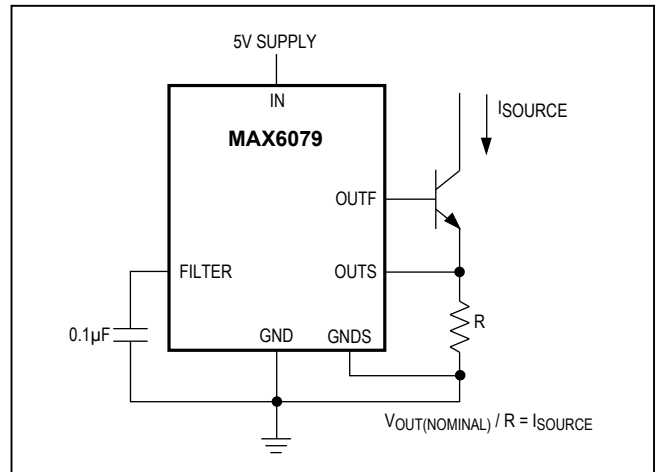 5V SUPPLY
IN
MAX6079
ISOURCE
OUTF
FILTER
OUTS
R
0.1µF
GND
GNDS
VOUT(NOMINAL) / R = ISOURCE